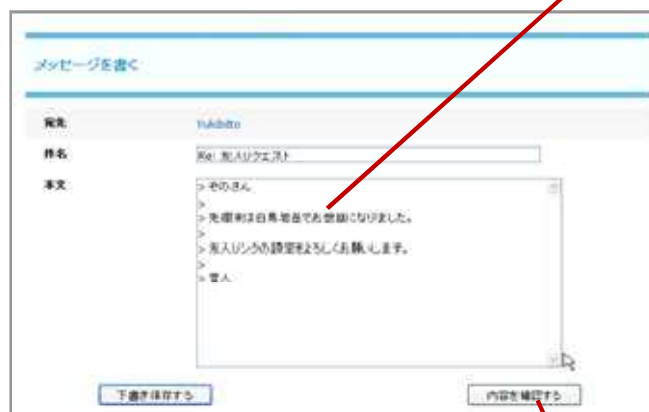 メッセージを書く
宛先
件名
Re: 友人リクエスト
本文
> そのさん
>
> 先週末は白馬岩岳でお世話になりました。
>
> 友人リンクの設定をよろしくお願いします。
>
> 雪人
下書き保存する
内容を確認する